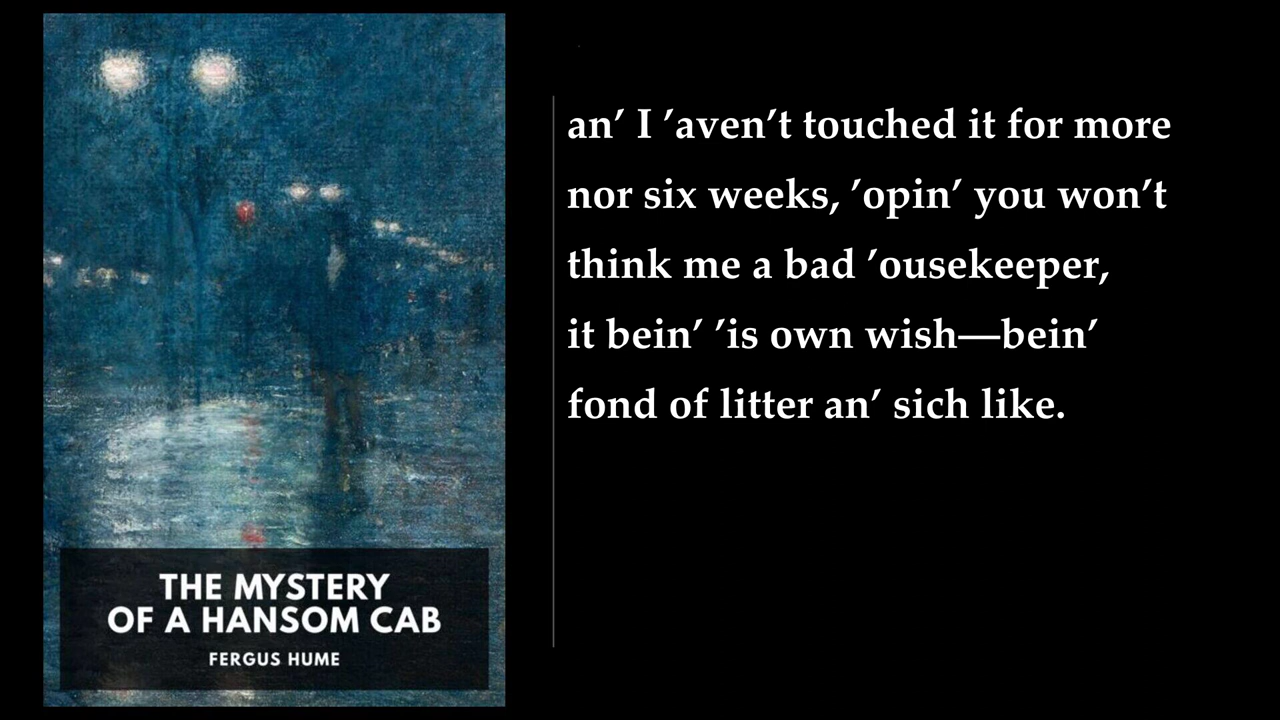 an’ I ’aven’t touched it for more
nor six weeks, ’opin’ you won’t
think me a bad ’ousekeeper,
it bein’ ’is own wish—bein’
fond of litter an’ sich like.
THE MYSTERY
OF A HANSOM CAB
FERGUS HUME